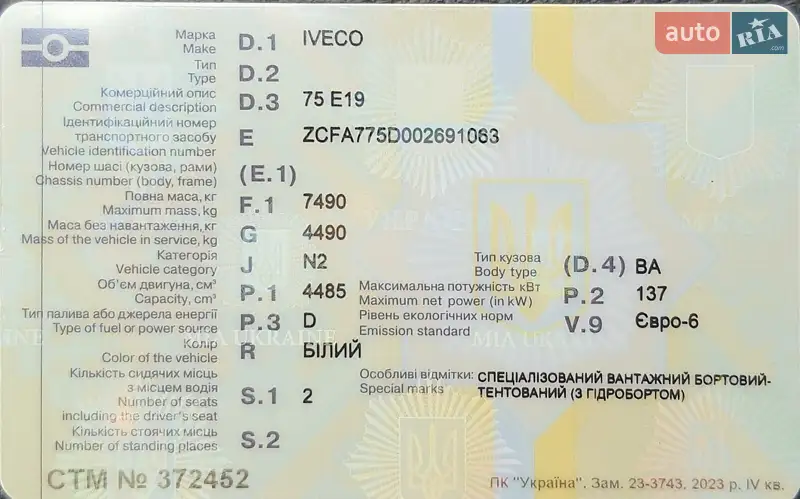 auto RIA.com
Марка D.1 IVECO
Make
Тип D.2
Type
Комерційний опис D.3 75 E19
Commercial description
Ідентифікаційний номер
транспортного засобу E ZCFA775D002691063
Vehicle identification number
Номер шасі (кузова, рами) (E.1)
Chassis number (body, frame)
Повна маса, кг F.1 7490
Maximum mass, kg
Маса без навантаження, кг G 4490
Mass of the vehicle in service, kg
Категорія J N2 Тип кузова (D.4) BA
Vehicle category Body type
Об'єм двигуна, см³ P.1 4485 Максимальна потужність кВт P.2 137
Capacity, cm³ Maximum net power (in kW)
Тип палива або джерела енергії P.3 D Рівень екологічних норм V.9 Євро-6
Type of fuel or power source Emission standard
MIA UKRAINE MIA UKRAINE
Колір R БІЛИЙ
Color of the vehicle
Кількість сидячих місць Особливі відмітки: СПЕЦІАЛІЗОВАНИЙ ВАНТАЖНИЙ БОРТОВИЙ-
з місцем водія S.1 2 Special marks ТЕНТОВАНИЙ (З ГІДРОБОРТОМ)
Number of seats
including the driver's seat
Кількість стоячих місць S.2
Number of standing places
СТМ № 372452 ПК "Україна". Зам. 23-3743. 2023 р. IV кв.